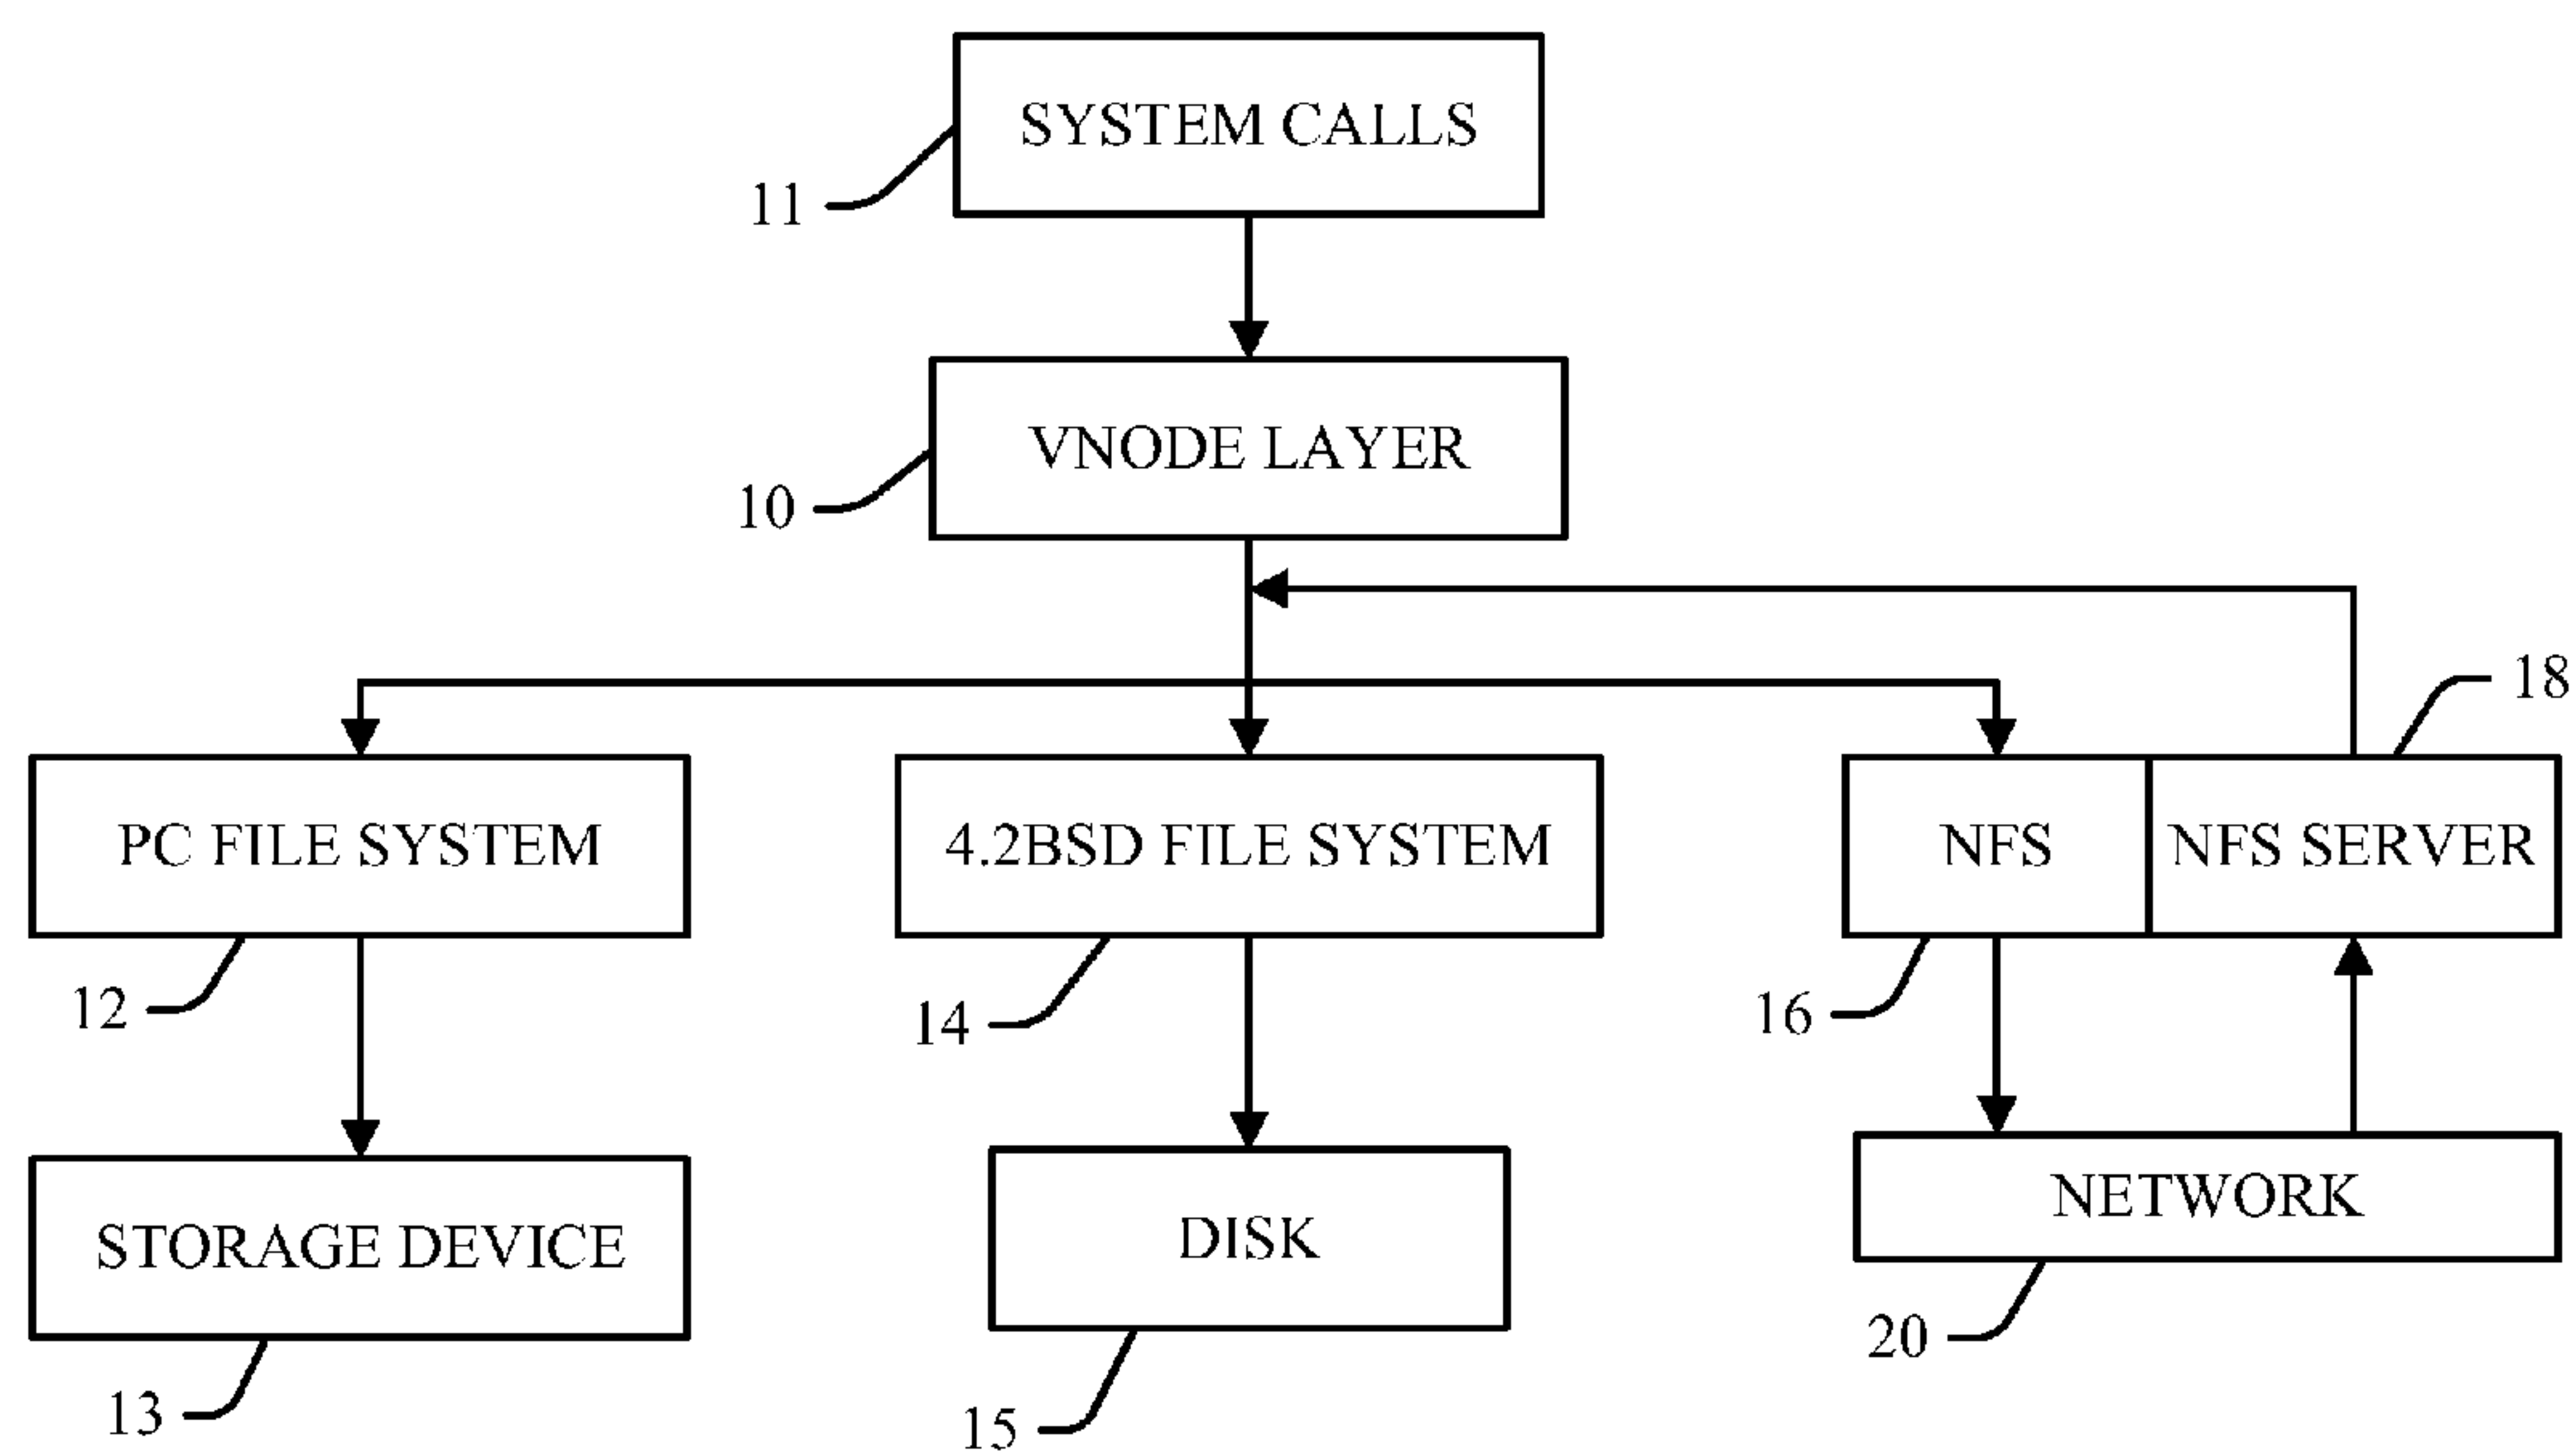 SYSTEM CALLS
11
VNODE LAYER
10
18
PC FILE SYSTEM
4.2BSD FILE SYSTEM
NFS
NFS SERVER
12
14
16
STORAGE DEVICE
DISK
NETWORK
20
13
15